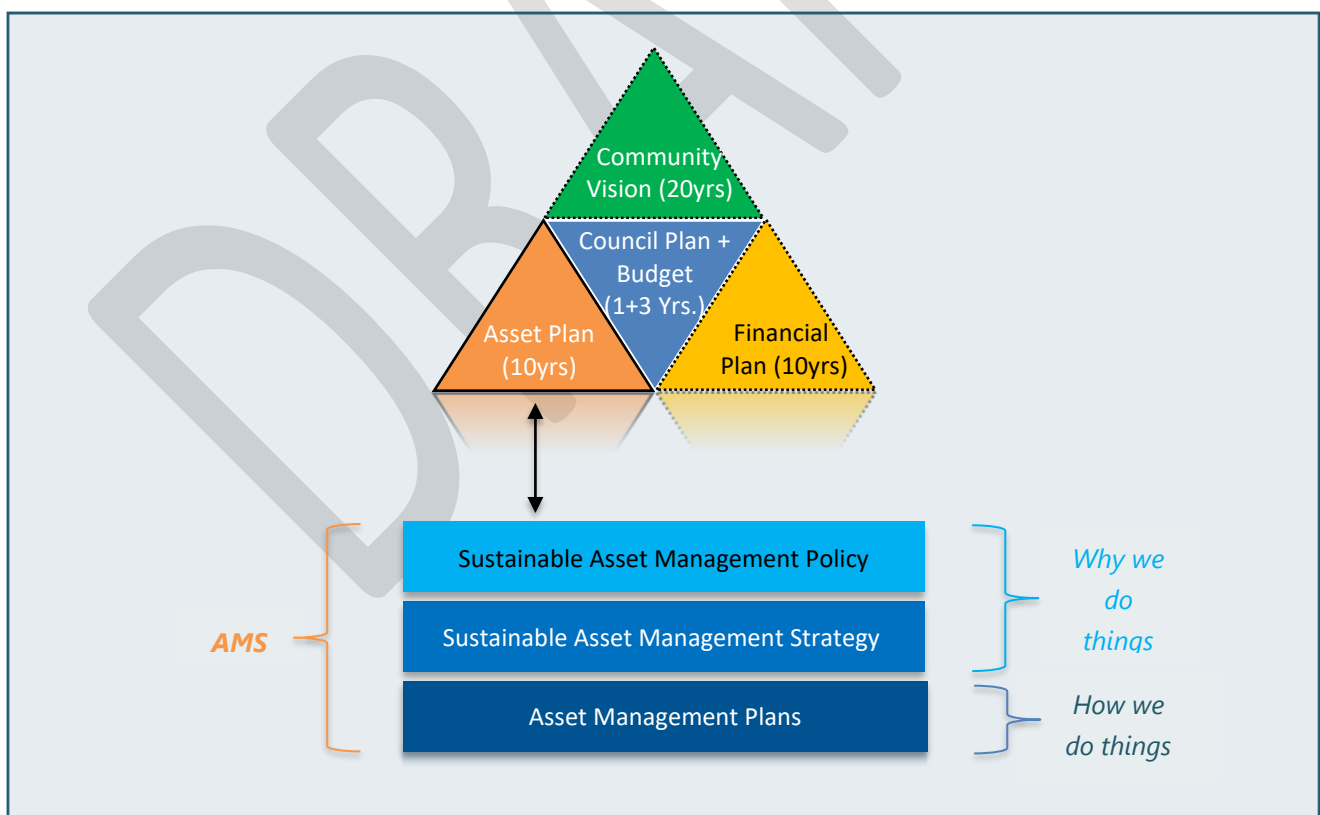 Community
Vision (20yrs)
Council Plan +
Budget
(1+3 Yrs.)
Asset Plan
(10yrs)
Financial
Plan (10yrs)
Sustainable Asset Management Policy
Sustainable Asset Management Strategy
Asset Management Plans
AMS
Why we
do
things
How we
do things